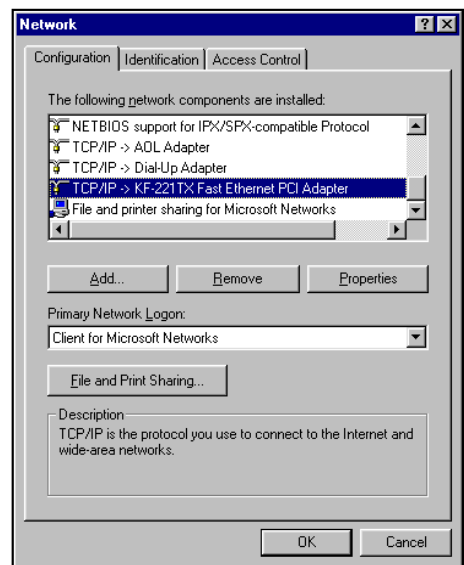 Network
Configuration Identification Access Control
The following network components are installed:
NETBIOS support for IPX/SPX-compatible Protocol
TCP/IP -> AOL Adapter
TCP/IP -> Dial-Up Adapter
TCP/IP -> KF-221TX Fast Ethernet PCI Adapter
File and printer sharing for Microsoft Networks
Add... Remove Properties
Primary Network Logon:
Client for Microsoft Networks
File and Print Sharing...
Description
TCP/IP is the protocol you use to connect to the Internet and
wide-area networks.
OK Cancel